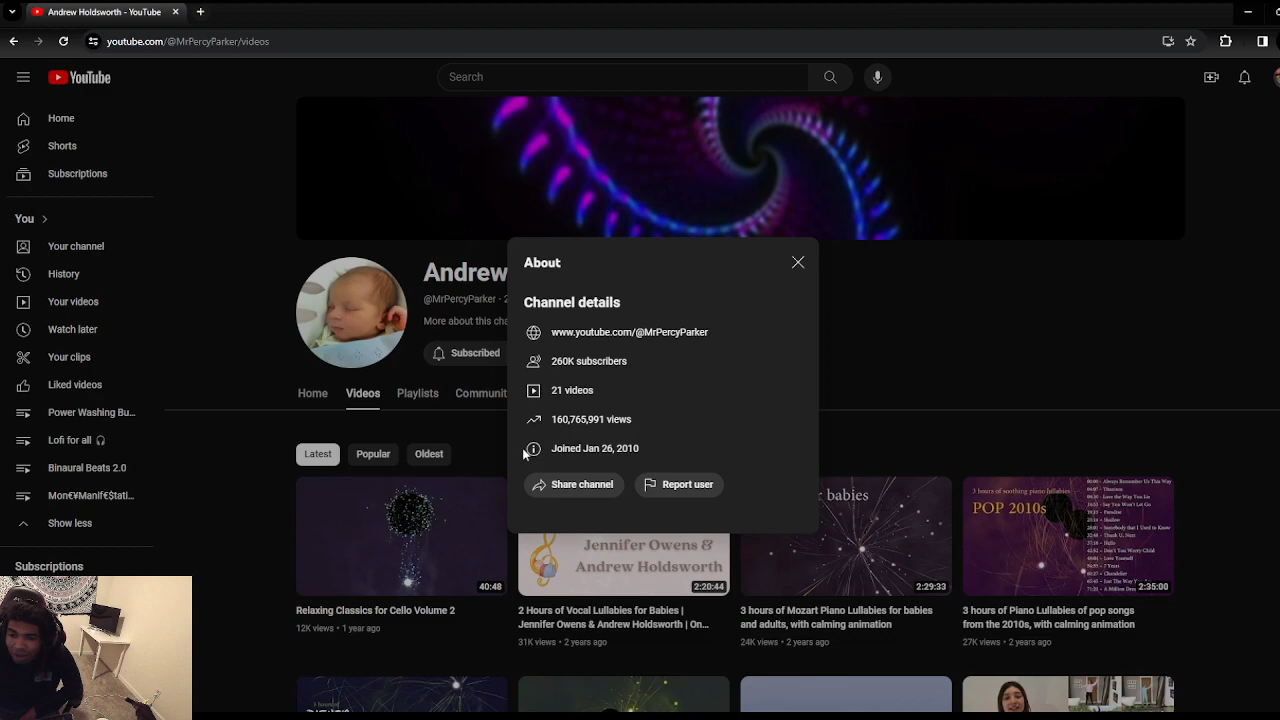 Andrew Holdsworth - YouTube
youtube.com/@MrPercyParker/videos
YouTube
Search
Home
Shorts
Subscriptions
You
Your channel
History
Your videos
Watch later
Your clips
Liked videos
Power Washing Bu...
Lofi for all
Binaural Beats 2.0
Mon€¥ManIf€$tati...
Show less
Subscriptions
Andrew
@MrPercyParker · 2
More about this cha
Subscribed
Home
Videos
Playlists
Communit
Latest
Popular
Oldest
About
Channel details
www.youtube.com/@MrPercyParker
260K subscribers
21 videos
160,765,991 views
Joined Jan 26, 2010
Share channel
Report user
40:48
Relaxing Classics for Cello Volume 2
12K views • 1 year ago
Jennifer Owens &
Andrew Holdsworth
2:20:44
2 Hours of Vocal Lullabies for Babies |
Jennifer Owens & Andrew Holdsworth | On...
31K views • 2 years ago
r babies
2:29:33
3 hours of Mozart Piano Lullabies for babies
and adults, with calming animation
24K views • 2 years ago
3 hours of soothing piano lullabies
POP 2010s
2:35:00
3 hours of Piano Lullabies of pop songs
from the 2010s, with calming animation
27K views • 2 years ago